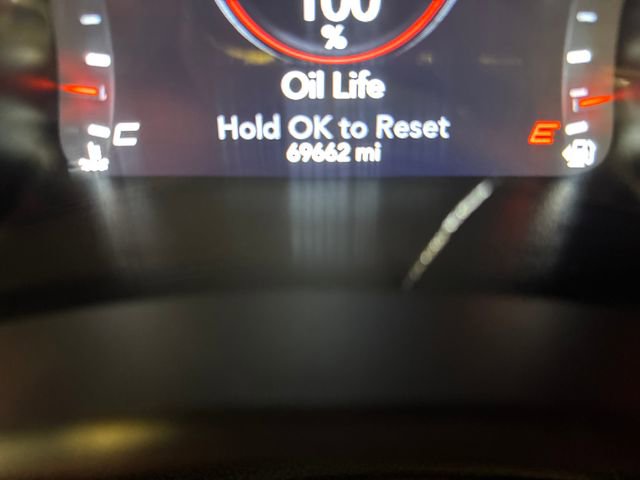 100
%
Oil Life
Hold OK to Reset
69662 mi
C
E